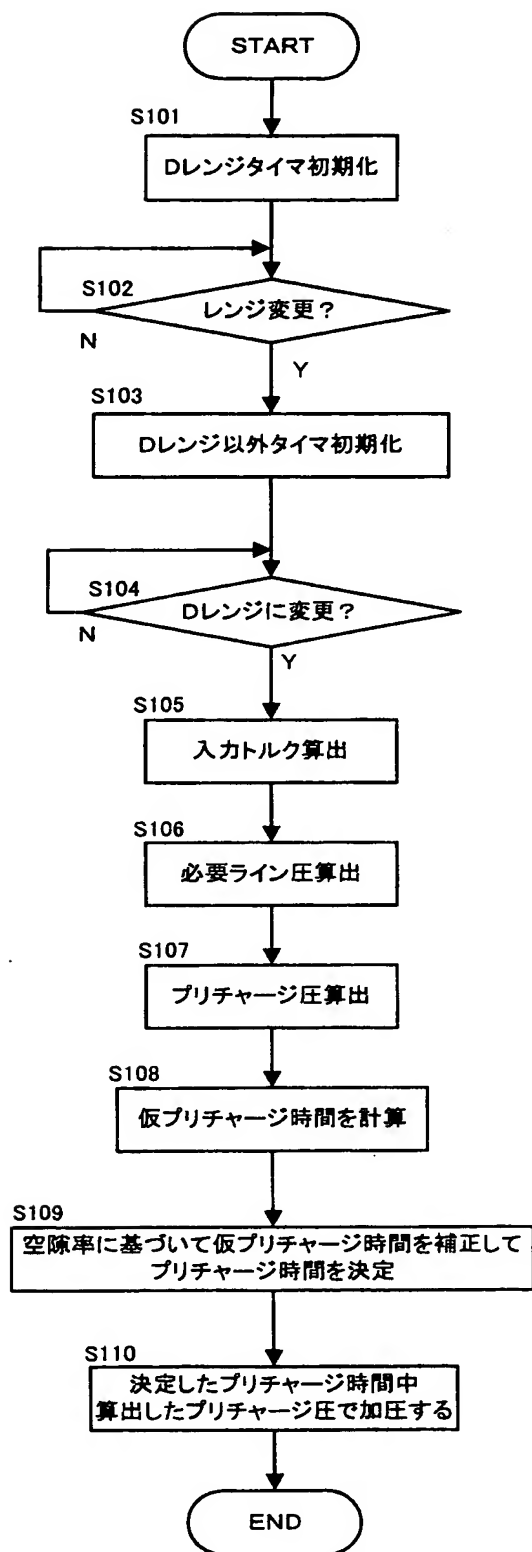 START
S101
Dレンジタイマ初期化
S102
レンジ変更?
N
Y
S103
Dレンジ以外タイマ初期化
S104
Dレンジに変更?
N
Y
S105
入力トルク算出
S106
必要ライン圧算出
S107
プリチャージ圧算出
S108
仮プリチャージ時間を計算
S109
空隙率に基づいて仮プリチャージ時間を補正して
プリチャージ時間を決定
S110
決定したプリチャージ時間中
算出したプリチャージ圧で加圧する
END